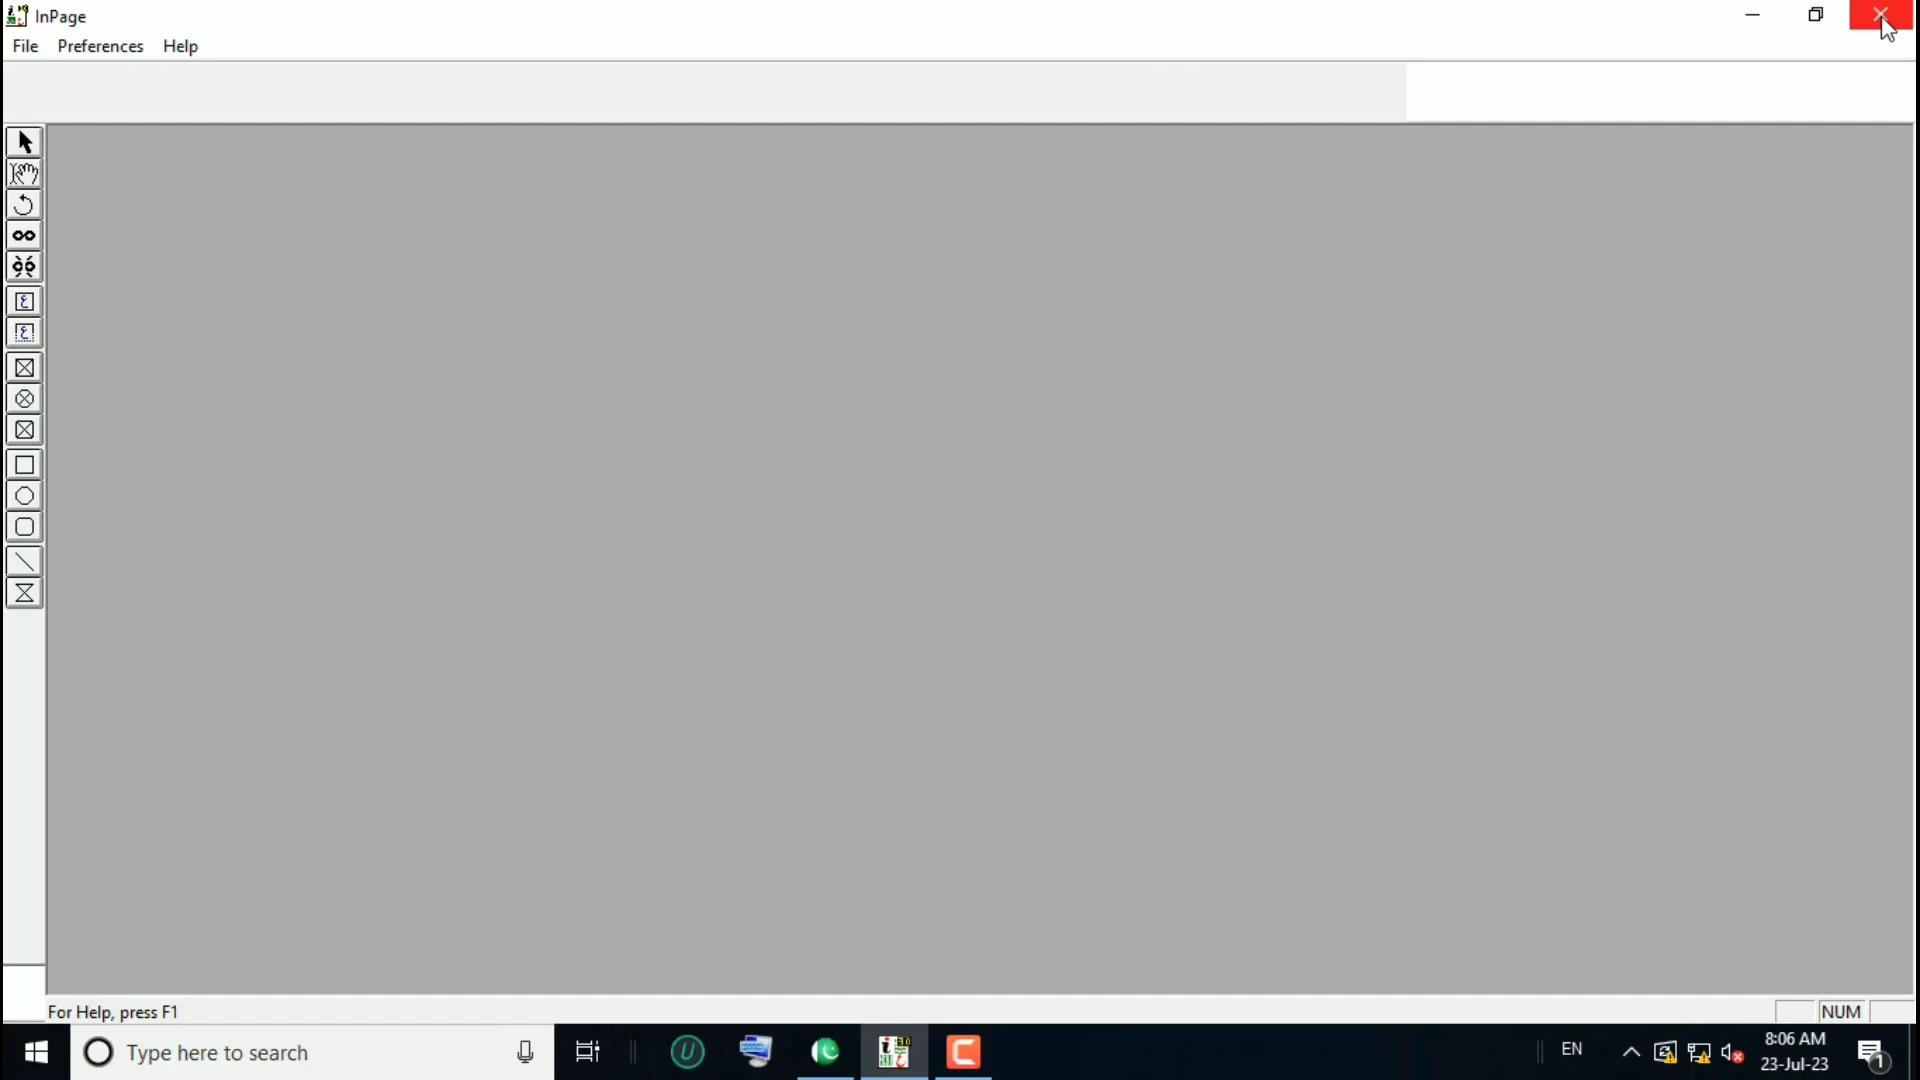 InPage
File Preferences Help
For Help, press F1
NUM
Type here to search
EN
8:06 AM
23-Jul-23
1